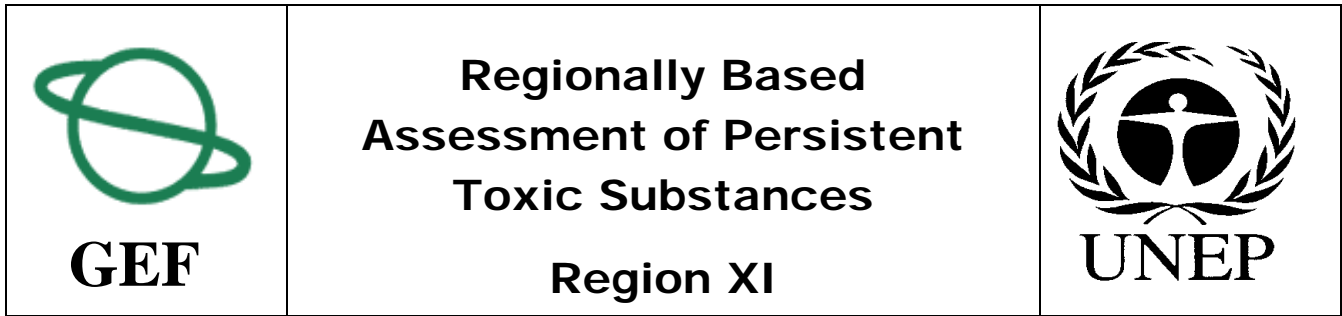 GEF
Regionally Based
Assessment of Persistent
Toxic Substances
Region XI
UNEP